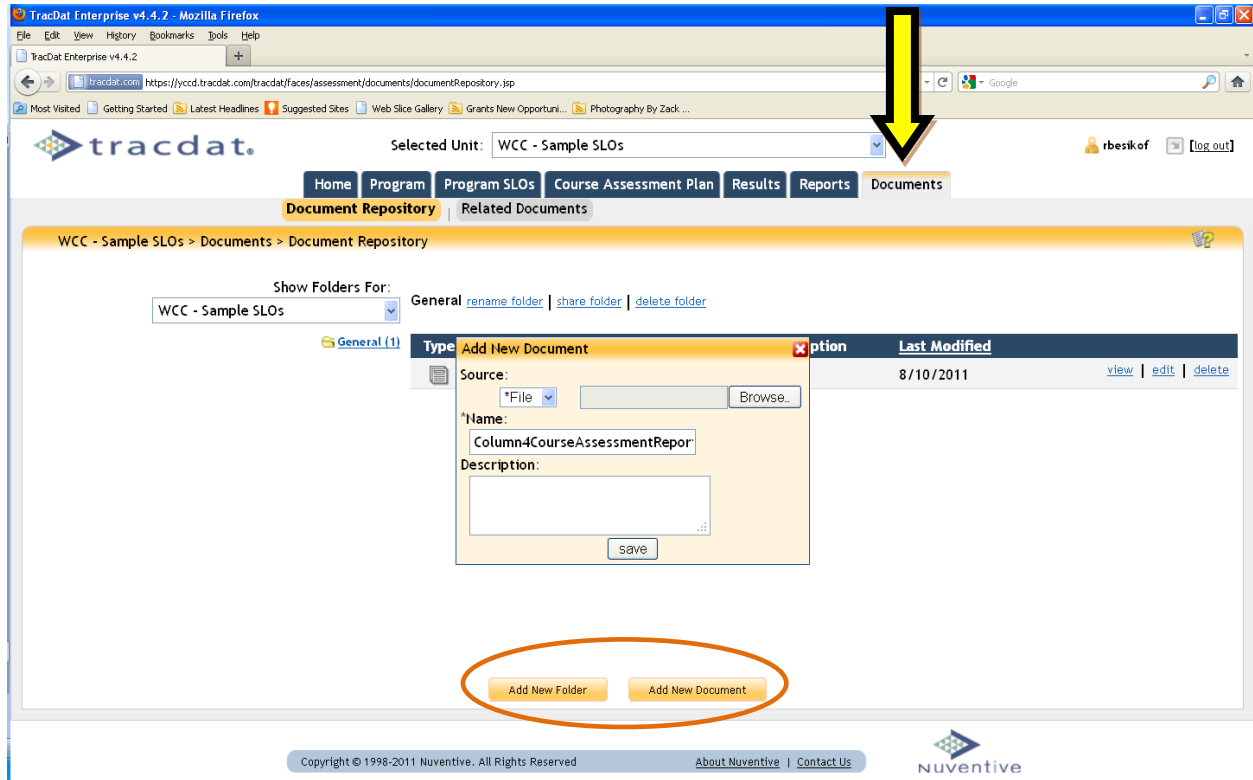 TracDat Enterprise v4.4.2 - Mozilla Firefox
File Edit View History Bookmarks Tools Help
TracDat Enterprise v4.4.2 +
tracdat.com https://yccd.tracdat.com/tracdat/faces/assessment/documents/documentRepository.jsp Google
Most Visited Getting Started Latest Headlines Suggested Sites Web Slice Gallery Grants New Opportuni... Photography By Zack ...
tracdat. Selected Unit: WCC - Sample SLOs rbesikof [log out]
Home Program Program SLOs Course Assessment Plan Results Reports Documents
Document Repository | Related Documents
WCC - Sample SLOs > Documents > Document Repository
Show Folders For:
WCC - Sample SLOs
General rename folder | share folder | delete folder
General (1)
Type ption Last Modified
8/10/2011 view | edit | delete
Add New Document
Source:
*File Browse..
*Name:
Column4CourseAssessmentRepor
Description:
save
Add New Folder Add New Document
Copyright © 1998-2011 Nuventive. All Rights Reserved About Nuventive | Contact Us
Nuventive